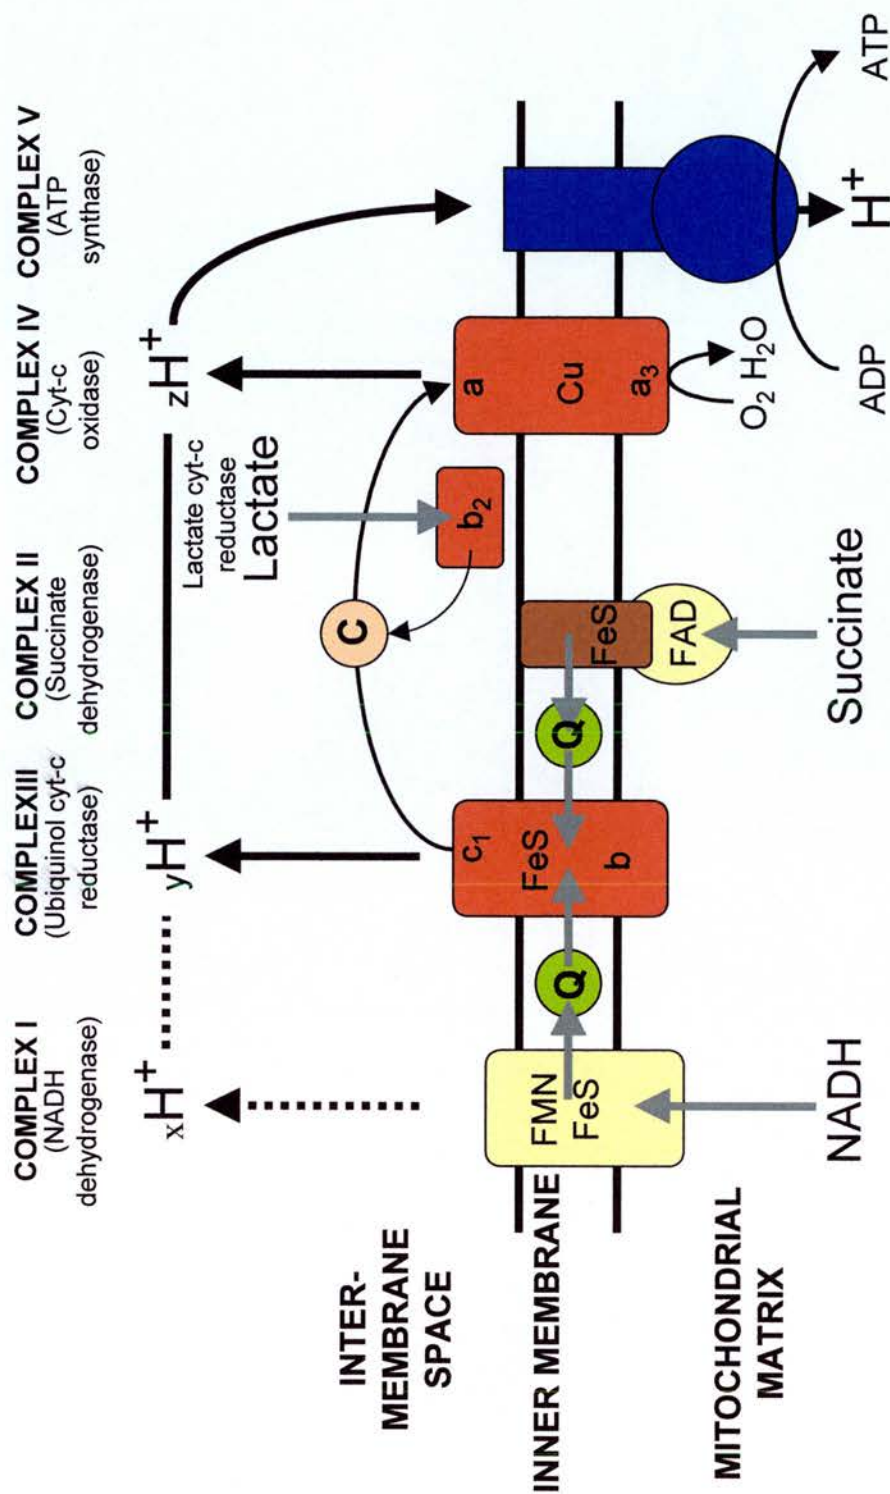 COMPLEX I
(NADH
dehydrogenase)
COMPLEXIII
(Ubiquinol cyt-c
reductase)
COMPLEX II
(Succinate
dehydrogenase)
COMPLEX IV
(Cyt-c
oxidase)
COMPLEX V
(ATP
synthase)
xH+
yH+
zH+
Lactate cyt-c
reductase
Lactate
INTER-
MEMBRANE
SPACE
C
b2
c1
a
INNER MEMBRANE
FMN
FeS
Q
FeS
b
Q
FeS
FAD
Cu
a3
MITOCHONDRIAL
MATRIX
O2 H2O
NADH
Succinate
ADP
H+
ATP